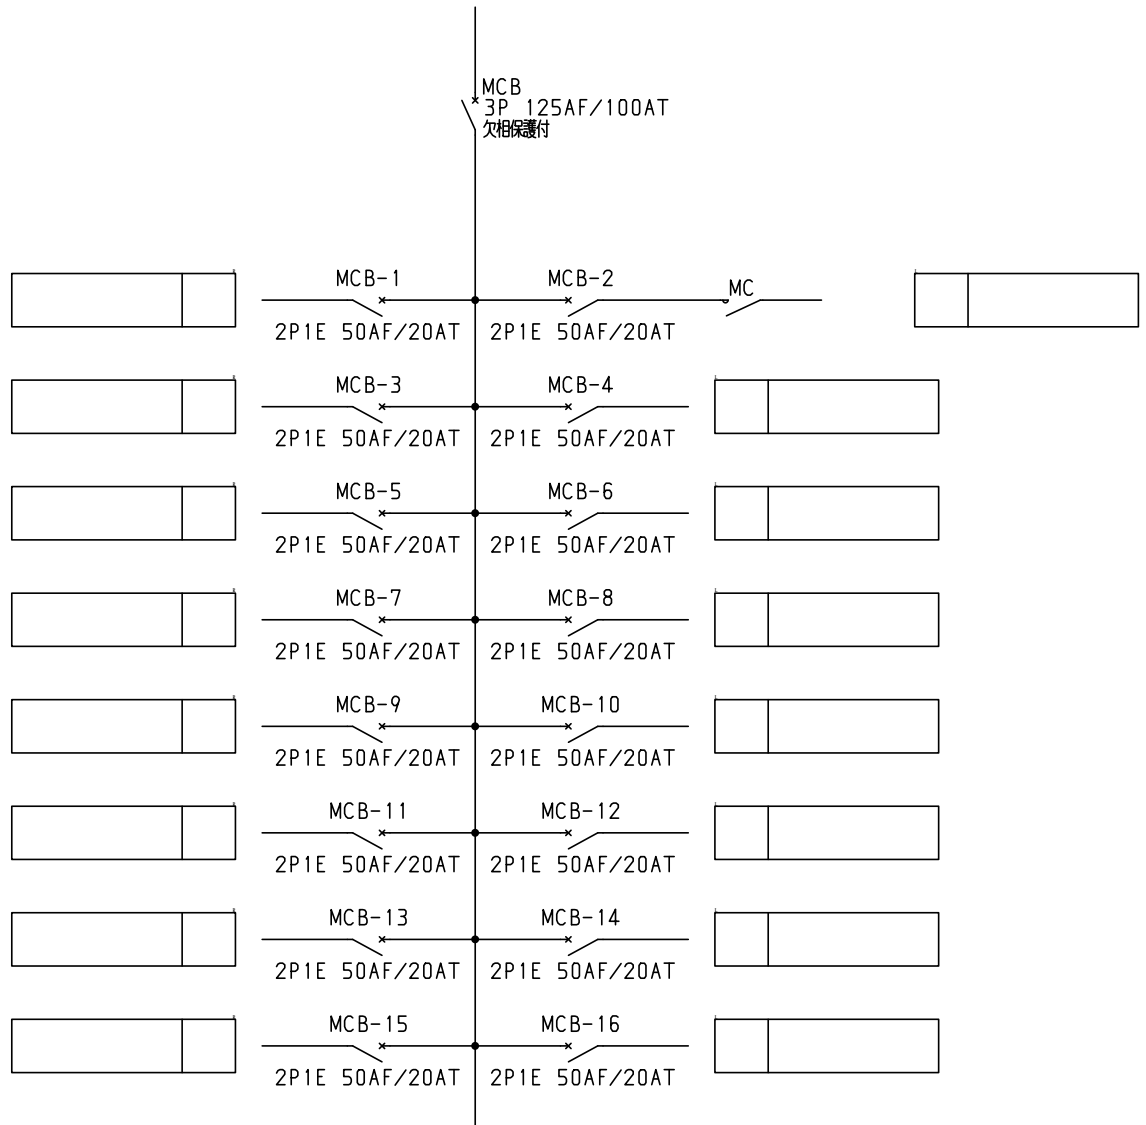 MCB
3P 125AF/100AT
欠相保護付
MCB-1 MCB-2 MC
2P1E 50AF/20AT 2P1E 50AF/20AT
MCB-3 MCB-4
2P1E 50AF/20AT 2P1E 50AF/20AT
MCB-5 MCB-6
2P1E 50AF/20AT 2P1E 50AF/20AT
MCB-7 MCB-8
2P1E 50AF/20AT 2P1E 50AF/20AT
MCB-9 MCB-10
2P1E 50AF/20AT 2P1E 50AF/20AT
MCB-11 MCB-12
2P1E 50AF/20AT 2P1E 50AF/20AT
MCB-13 MCB-14
2P1E 50AF/20AT 2P1E 50AF/20AT
MCB-15 MCB-16
2P1E 50AF/20AT 2P1E 50AF/20AT